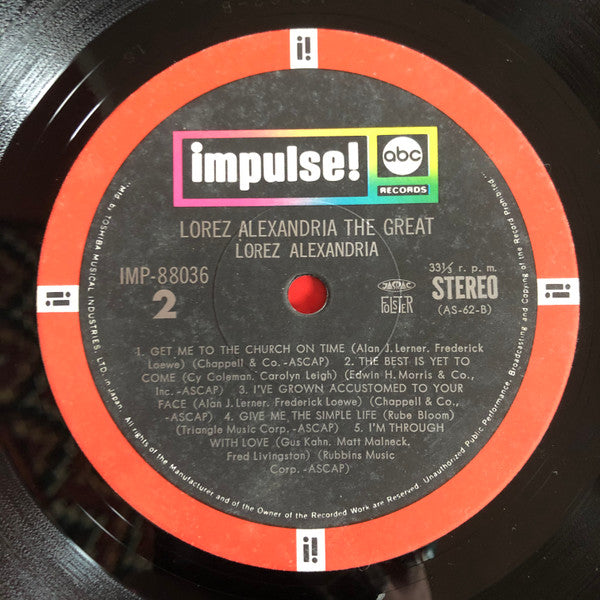 i!
impulse!
abc
RECORDS
LOREZ ALEXANDRIA THE GREAT
LOREZ ALEXANDRIA
IMP-88036
2
JASRAC
POLSTER
33⅓ r. p. m.
STEREO
(AS-62-B)
1. GET ME TO THE CHURCH ON TIME (Alan J. Lerner, Frederick
Loewe) (Chappell & Co. -ASCAP) 2. THE BEST IS YET TO
COME (Cy Coleman, Carolyn Leigh) (Edwin H. Morris & Co.,
Inc. -ASCAP) 3. I'VE GROWN ACCUSTOMED TO YOUR
FACE (Alan J. Lerner, Frederick Loewe) (Chappell & Co.,
-ASCAP) 4. GIVE ME THE SIMPLE LIFE (Rube Bloom)
(Triangle Music Corp. -ASCAP) 5. I'M THROUGH
WITH LOVE (Gus Kahn, Matt Malneck,
Fred Livingston) (Rubbins Music
Corp. -ASCAP)
i!
i!
i!
Mfd by TOSHIBA MUSICAL INDUSTRIES, LTD. in Japan. All rights of the Manufacturer and of the Owner of the Recorded Work are Reserved. Unauthorized Public Performance, Broadcasting and Copying of the Record Prohibited